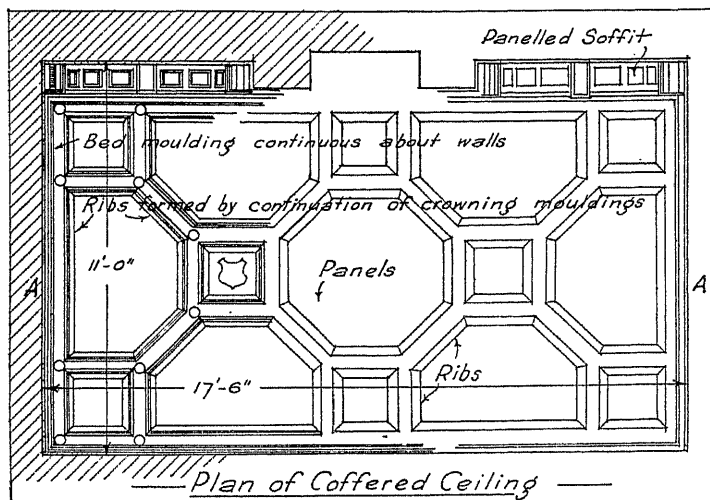 Panelled Soffit
Bed moulding continuous about walls
Ribs formed by continuation of crowning mouldings
11'-0"
Panels
A
A
17'-6"
Ribs
Plan of Coffered Ceiling